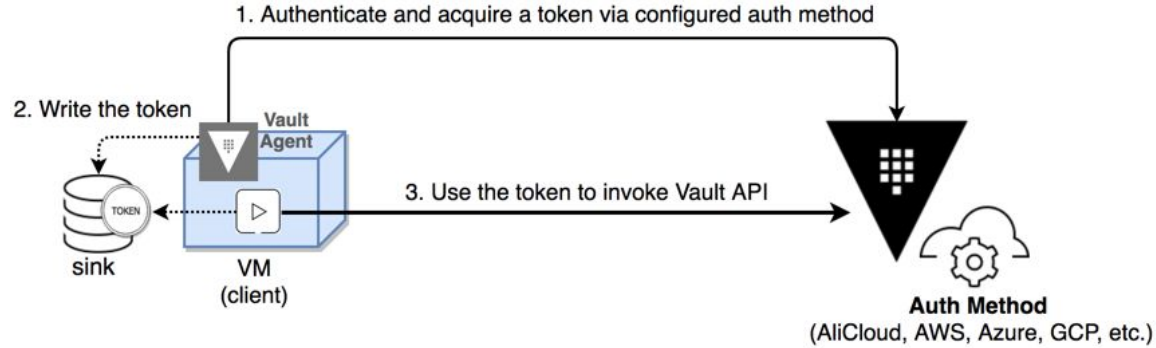 1. Authenticate and acquire a token via configured auth method
2. Write the token
Vault
Agent
TOKEN
3. Use the token to invoke Vault API
sink
VM
(client)
Auth Method
(AliCloud, AWS, Azure, GCP, etc.)